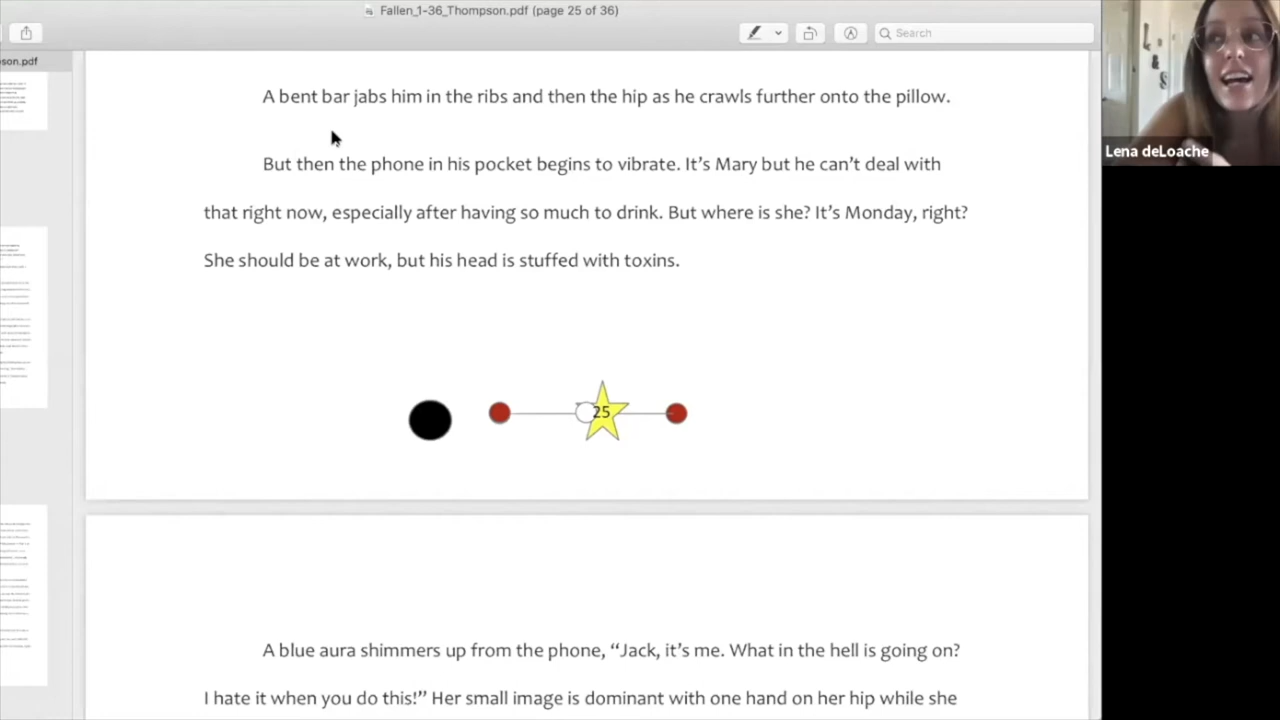 Fallen_1-36_Thompson.pdf (page 25 of 36)
Search
son.pdf
A bent bar jabs him in the ribs and then the hip as he crawls further onto the pillow.
But then the phone in his pocket begins to vibrate. It's Mary but he can't deal with
that right now, especially after having so much to drink. But where is she? It's Monday, right?
She should be at work, but his head is stuffed with toxins.
25
A blue aura shimmers up from the phone, “Jack, it's me. What in the hell is going on?
I hate it when you do this!” Her small image is dominant with one hand on her hip while she
Lena deLoache